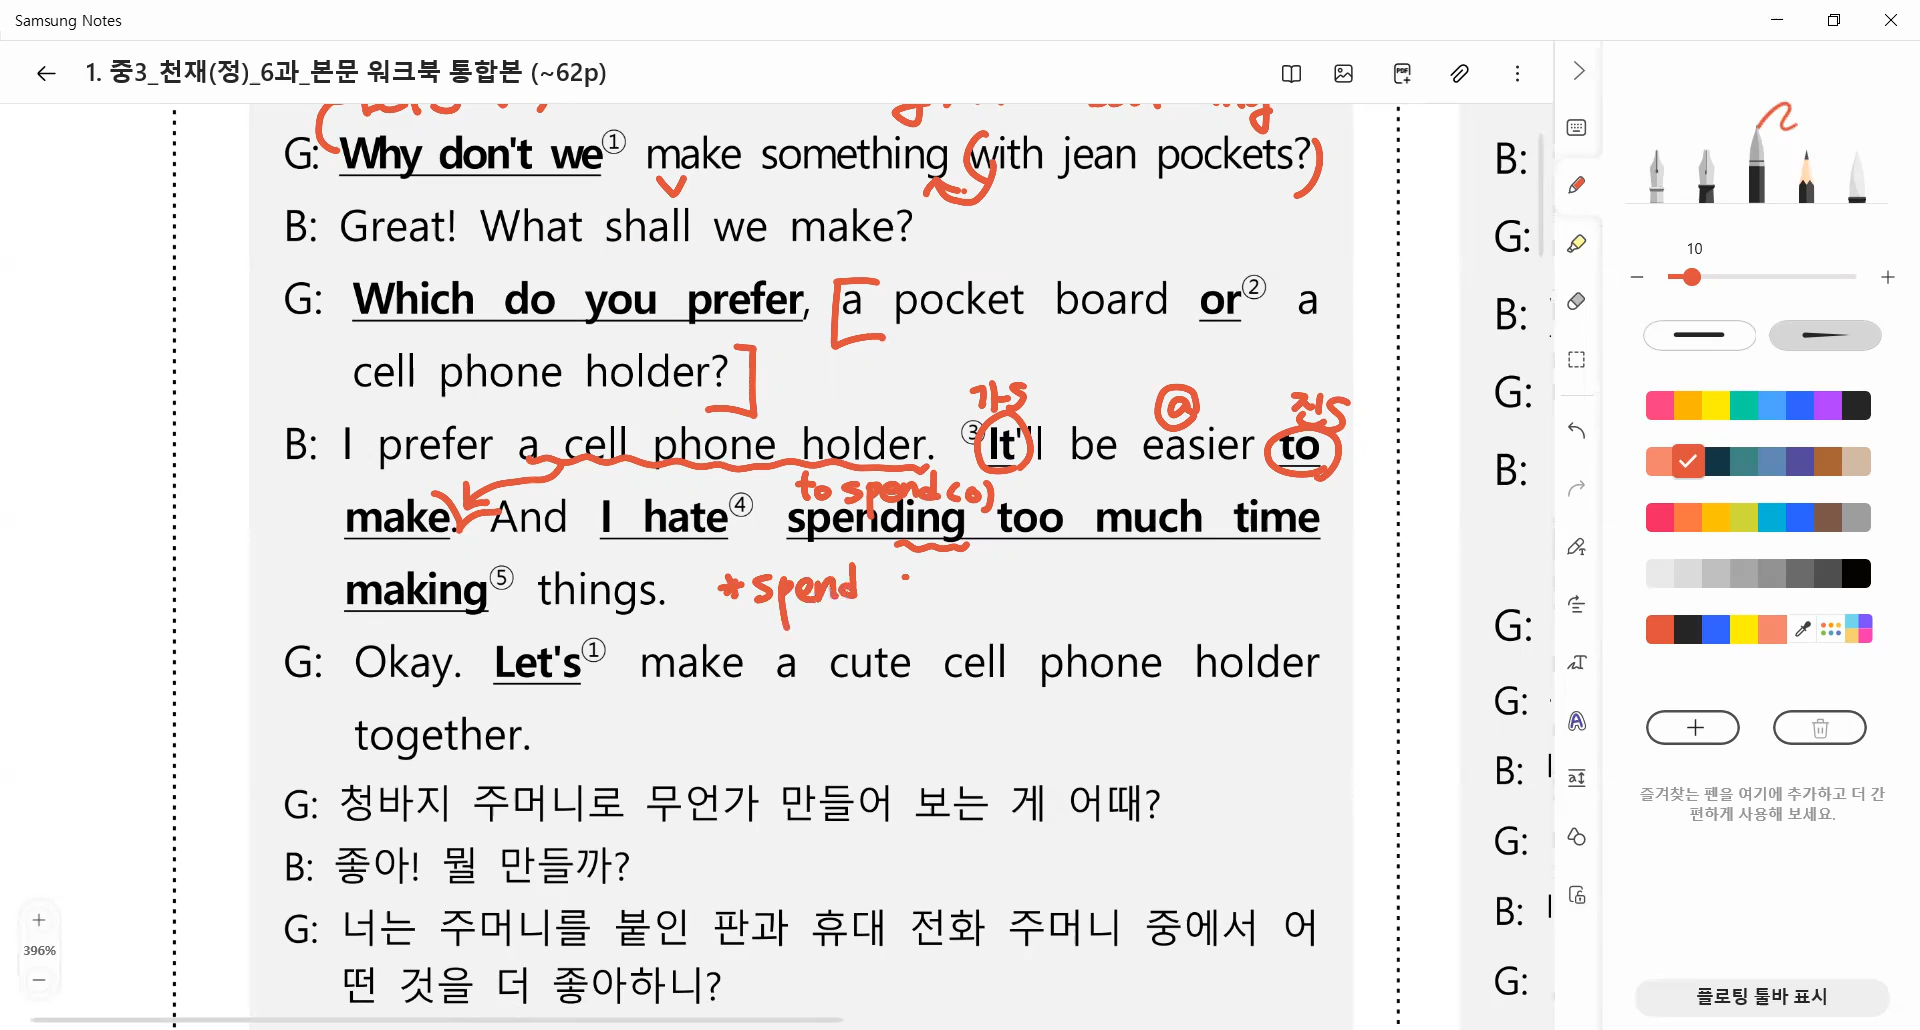 Samsung Notes
1. 중3_천재(정)_6과_본문 워크북 통합본 (~62p)
G: Why don't we① make something with jean pockets?
B: Great! What shall we make?
G: Which do you prefer, a pocket board or② a
cell phone holder?
가S ⓐ 진S
B: I prefer a cell phone holder. ③It'll be easier to
to spend (o)
make. And I hate④ spending too much time
making⑤ things. *spend
G: Okay. Let's① make a cute cell phone holder
together.
G: 청바지 주머니로 무언가 만들어 보는 게 어때?
B: 좋아! 뭘 만들까?
G: 너는 주머니를 붙인 판과 휴대 전화 주머니 중에서 어
떤 것을 더 좋아하니?
B:
G:
B:
G:
B:
G:
G:
B:
G:
B:
G:
10
즐겨찾는 펜을 여기에 추가하고 더 간
편하게 사용해 보세요.
플로팅 툴바 표시
396%